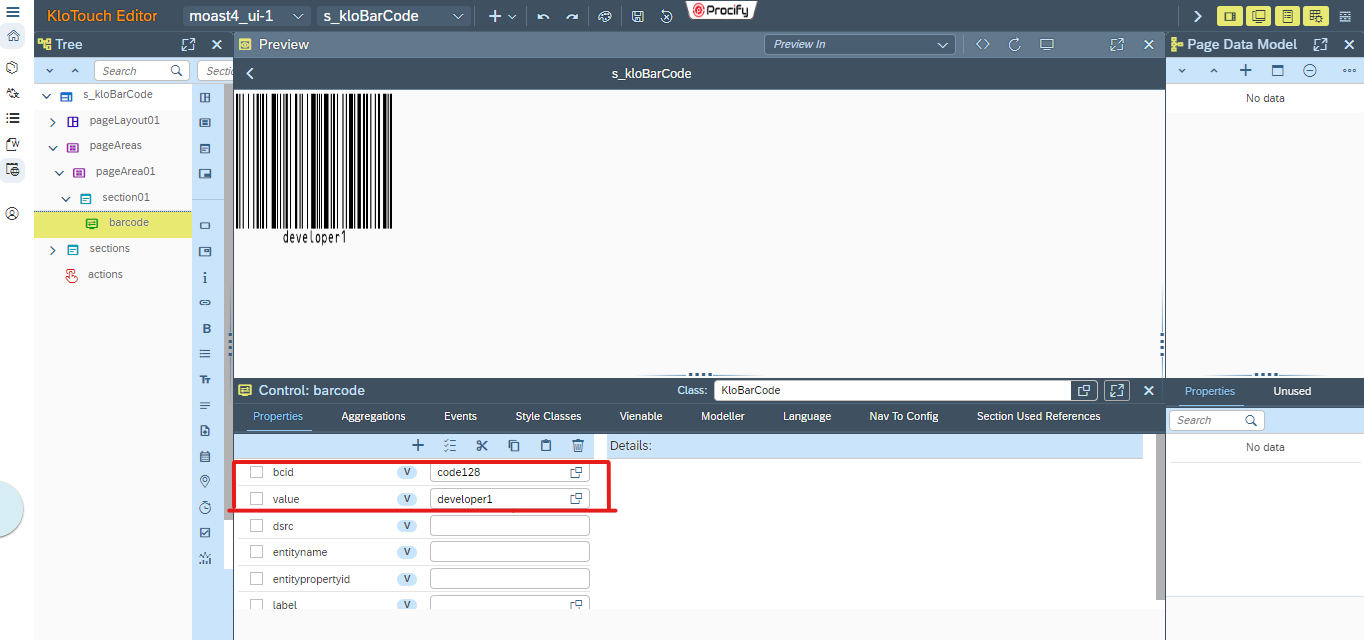 KloTouch Editor
moast4_ui-1
s_kloBarCode
Procify
Tree
Search
Sectio
s_kloBarCode
pageLayout01
pageAreas
pageArea01
section01
barcode
sections
actions
Preview
Preview In
s_kloBarCode
developer1
Control: barcode
Class:
KloBarCode
Properties
Aggregations
Events
Style Classes
Vienable
Modeller
Language
Nav To Config
Section Used References
Details:
bcid V code128
value V developer1
dsrc V
entityname V
entitypropertyid V
label V
Page Data Model
No data
Properties
Unused
Search
No data